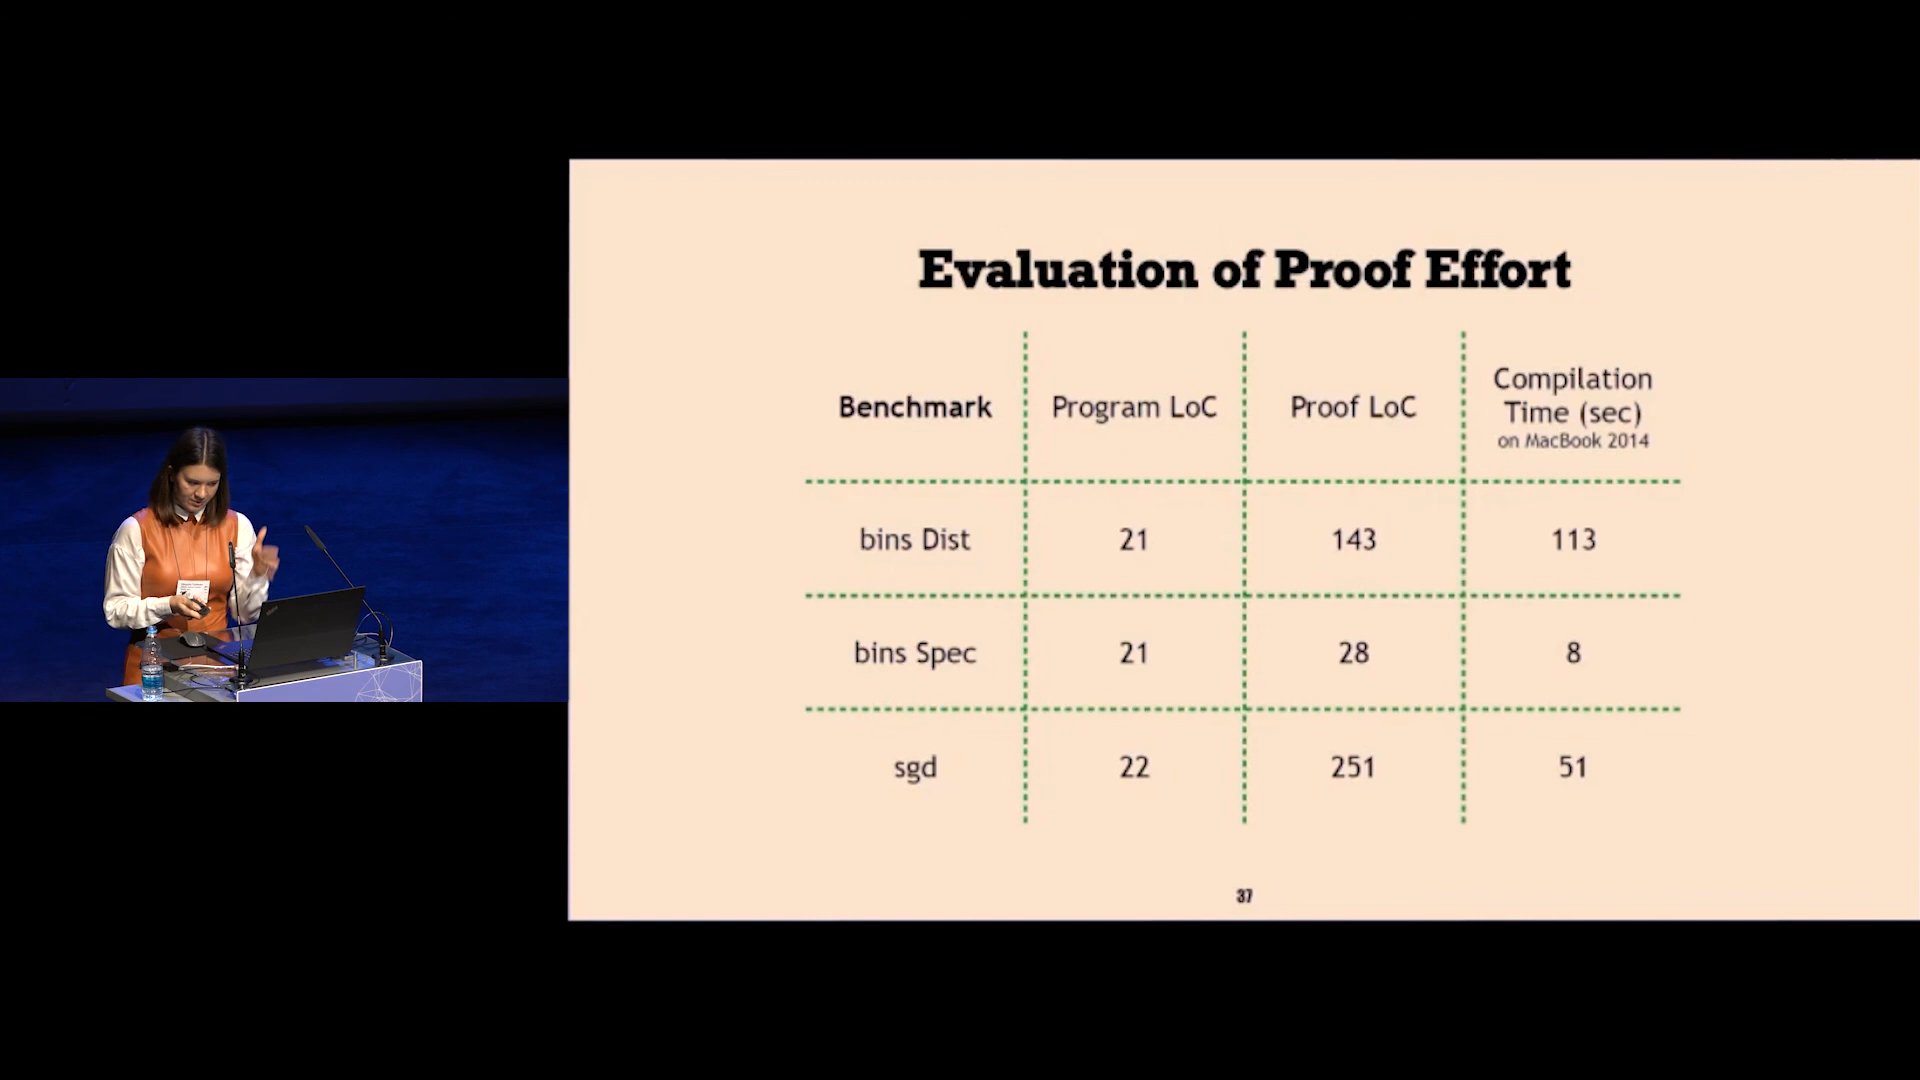 Evaluation of Proof Effort
Benchmark
Program LoC
Proof LoC
Compilation
Time (sec)
on MacBook 2014
bins Dist
21
143
113
bins Spec
21
28
8
sgd
22
251
51
37